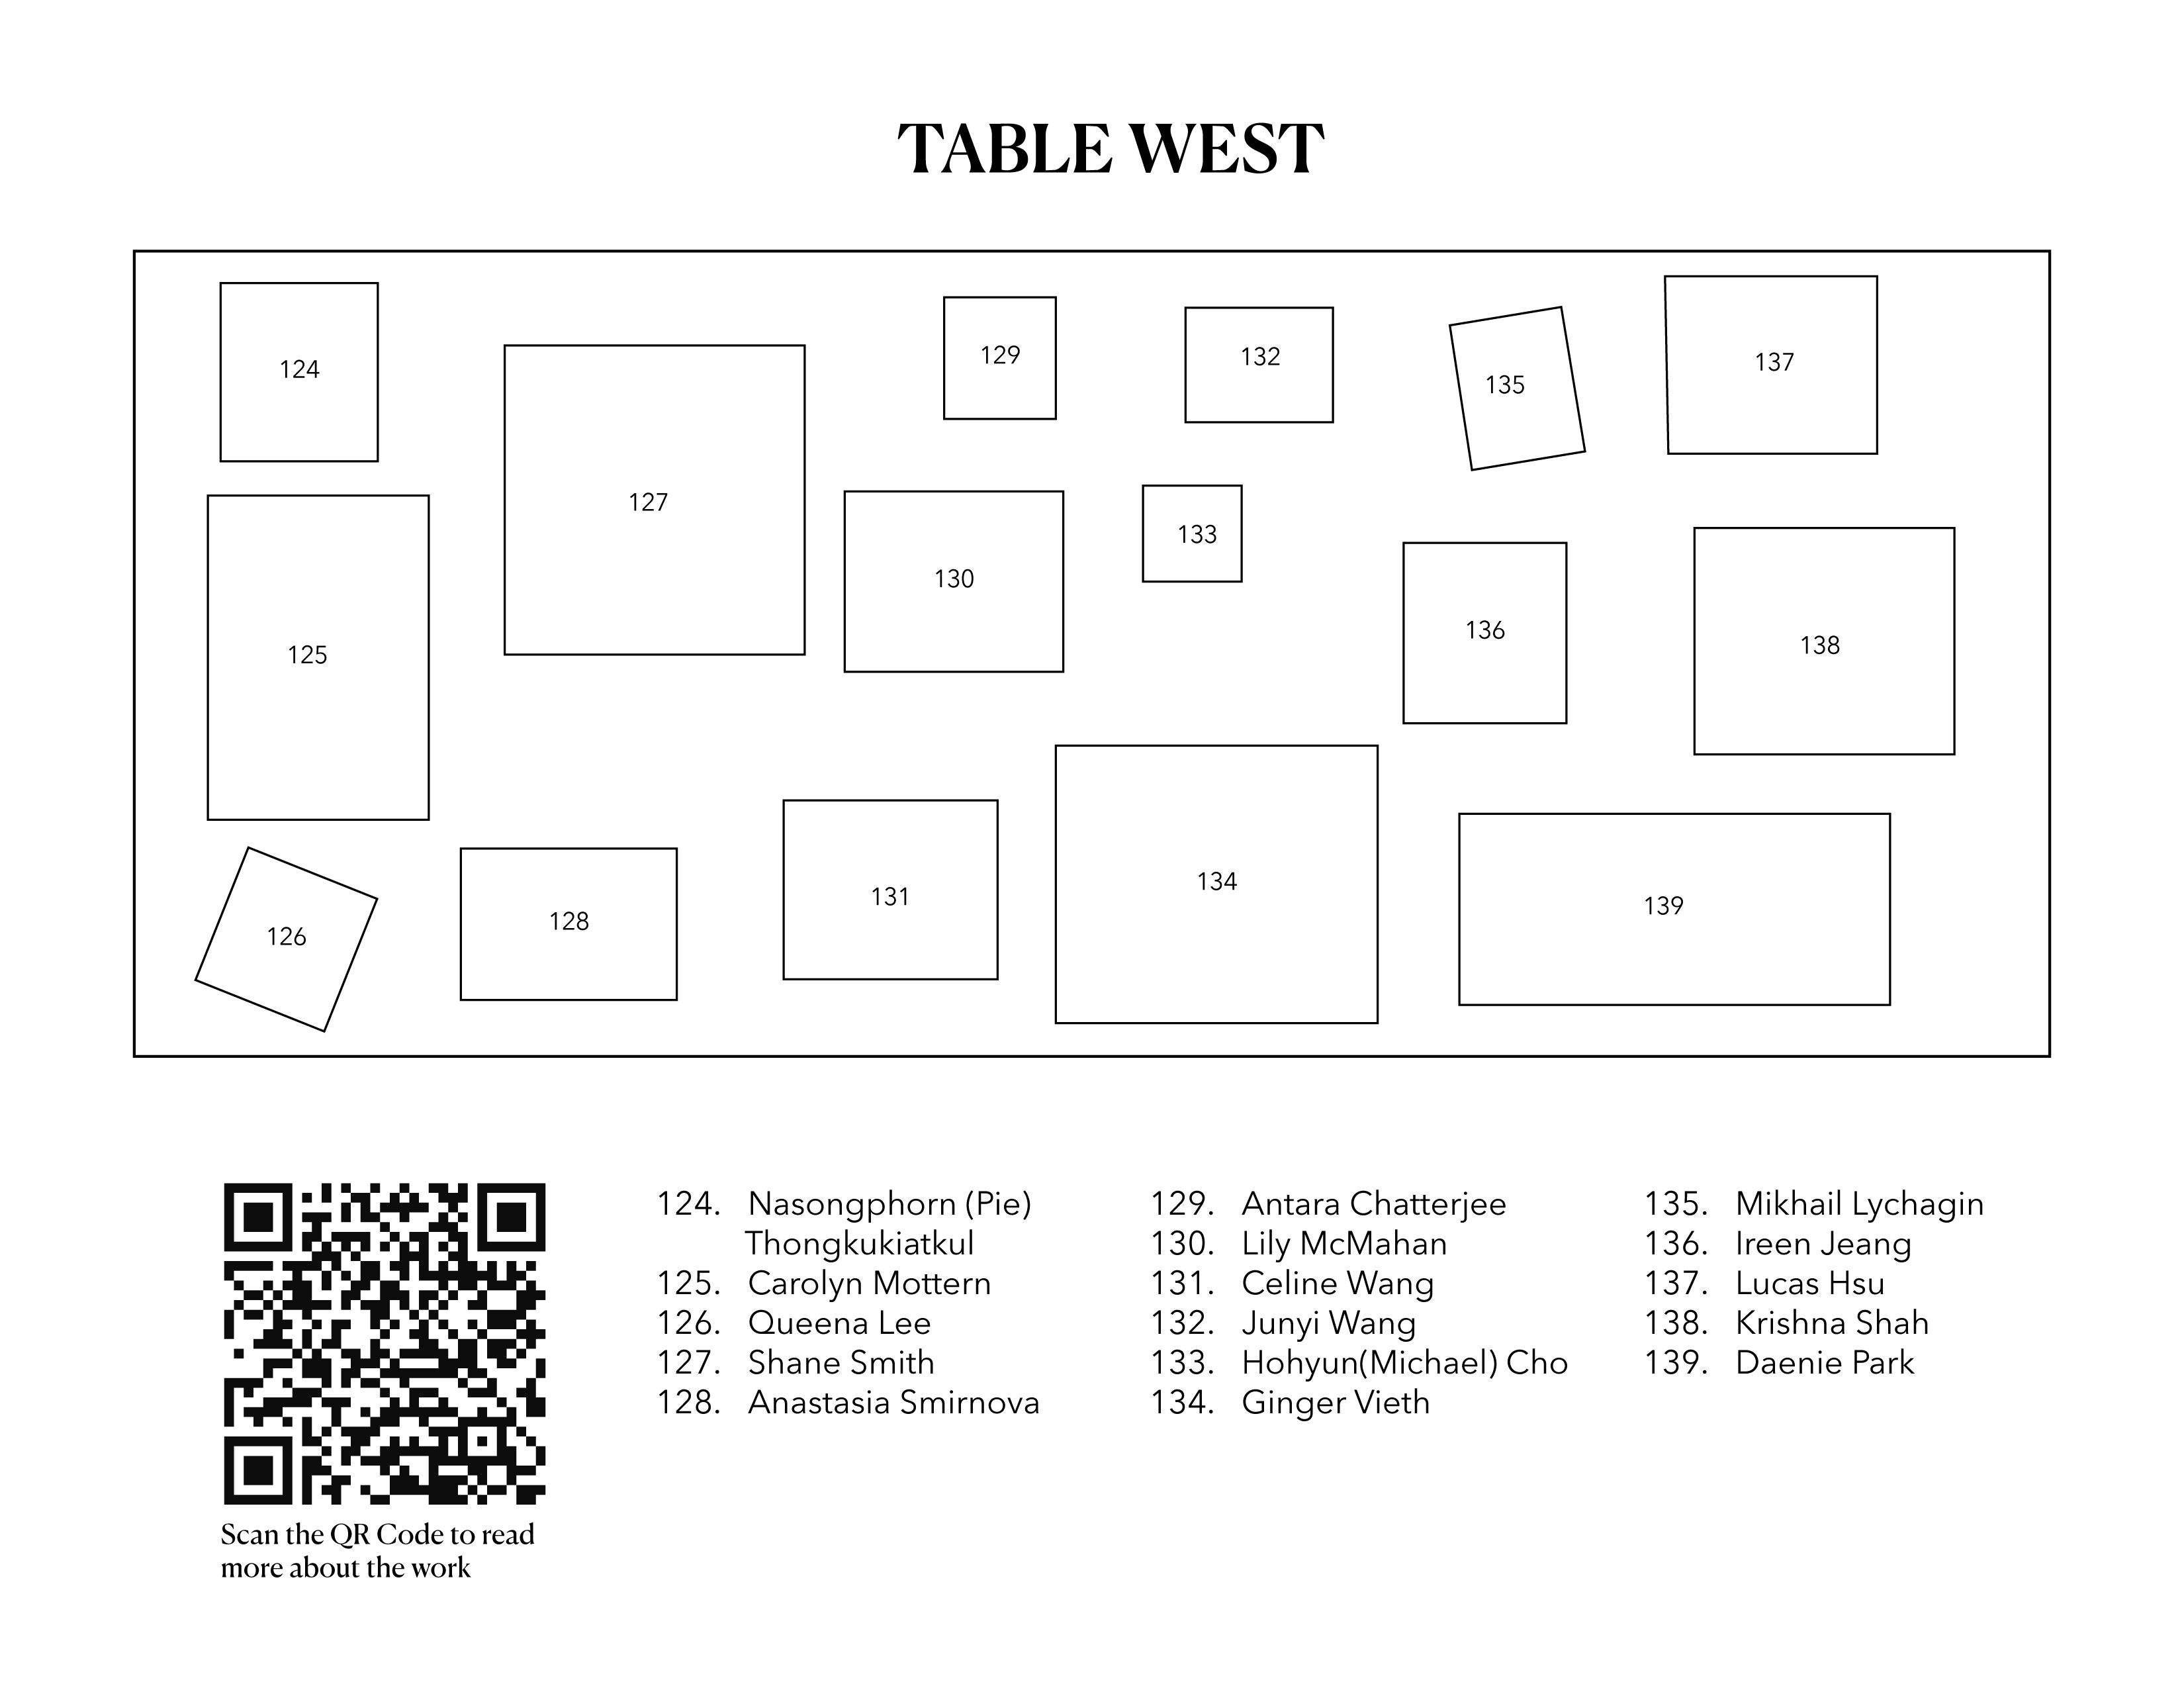 TABLE WEST
124
129
132
135
137
127
133
130
136
138
125
134
131
139
128
126
124. Nasongphorn (Pie)
Thongkukiatkul
125. Carolyn Mottern
126. Queena Lee
127. Shane Smith
128. Anastasia Smirnova
129. Antara Chatterjee
130. Lily McMahan
131. Celine Wang
132. Junyi Wang
133. Hohyun(Michael) Cho
134. Ginger Vieth
135. Mikhail Lychagin
136. Ireen Jeang
137. Lucas Hsu
138. Krishna Shah
139. Daenie Park
Scan the QR Code to read
more about the work